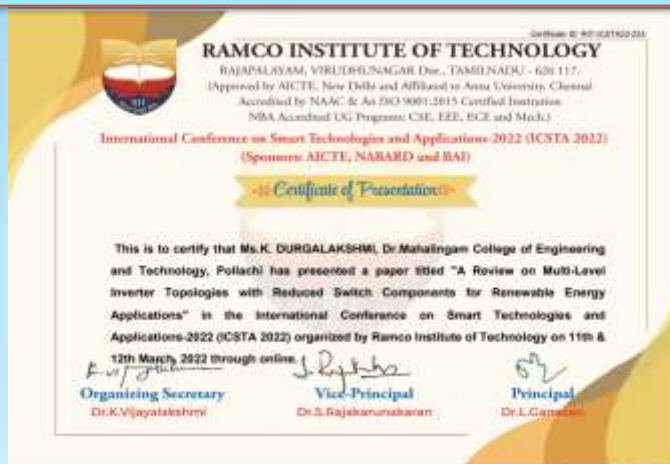 RAMCO INSTITUTE OF TECHNOLOGY
RAJAPALAYAM, VIRUDHUNAGAR Dist., TAMILNADU - 626 117.
(Approved by AICTE, New Delhi and Affiliated to Anna University, Chennai
Accredited by NAAC & An ISO 9001:2015 Certified Institution
NBA Accredited UG Programs: CSE, EEE, ECE and Mech.)
International Conference on Smart Technologies and Applications-2022 (ICSTA 2022)
(Sponsors: AICTE, NABARD and BAI)
Certificate of Presentation
This is to certify that Ms.K. DURGALAKSHMI, Dr.Mahalingam College of Engineering
and Technology, Pollachi has presented a paper titled "A Review on Multi-Level
Inverter Topologies with Reduced Switch Components for Renewable Energy
Applications" in the International Conference on Smart Technologies and
Applications-2022 (ICSTA 2022) organized by Ramco Institute of Technology on 11th &
12th March, 2022 through online.
Organizing Secretary Vice-Principal Principal
Dr.K.Vijayalakshmi Dr.S.Rajakarunakaran Dr.L.Ganesan